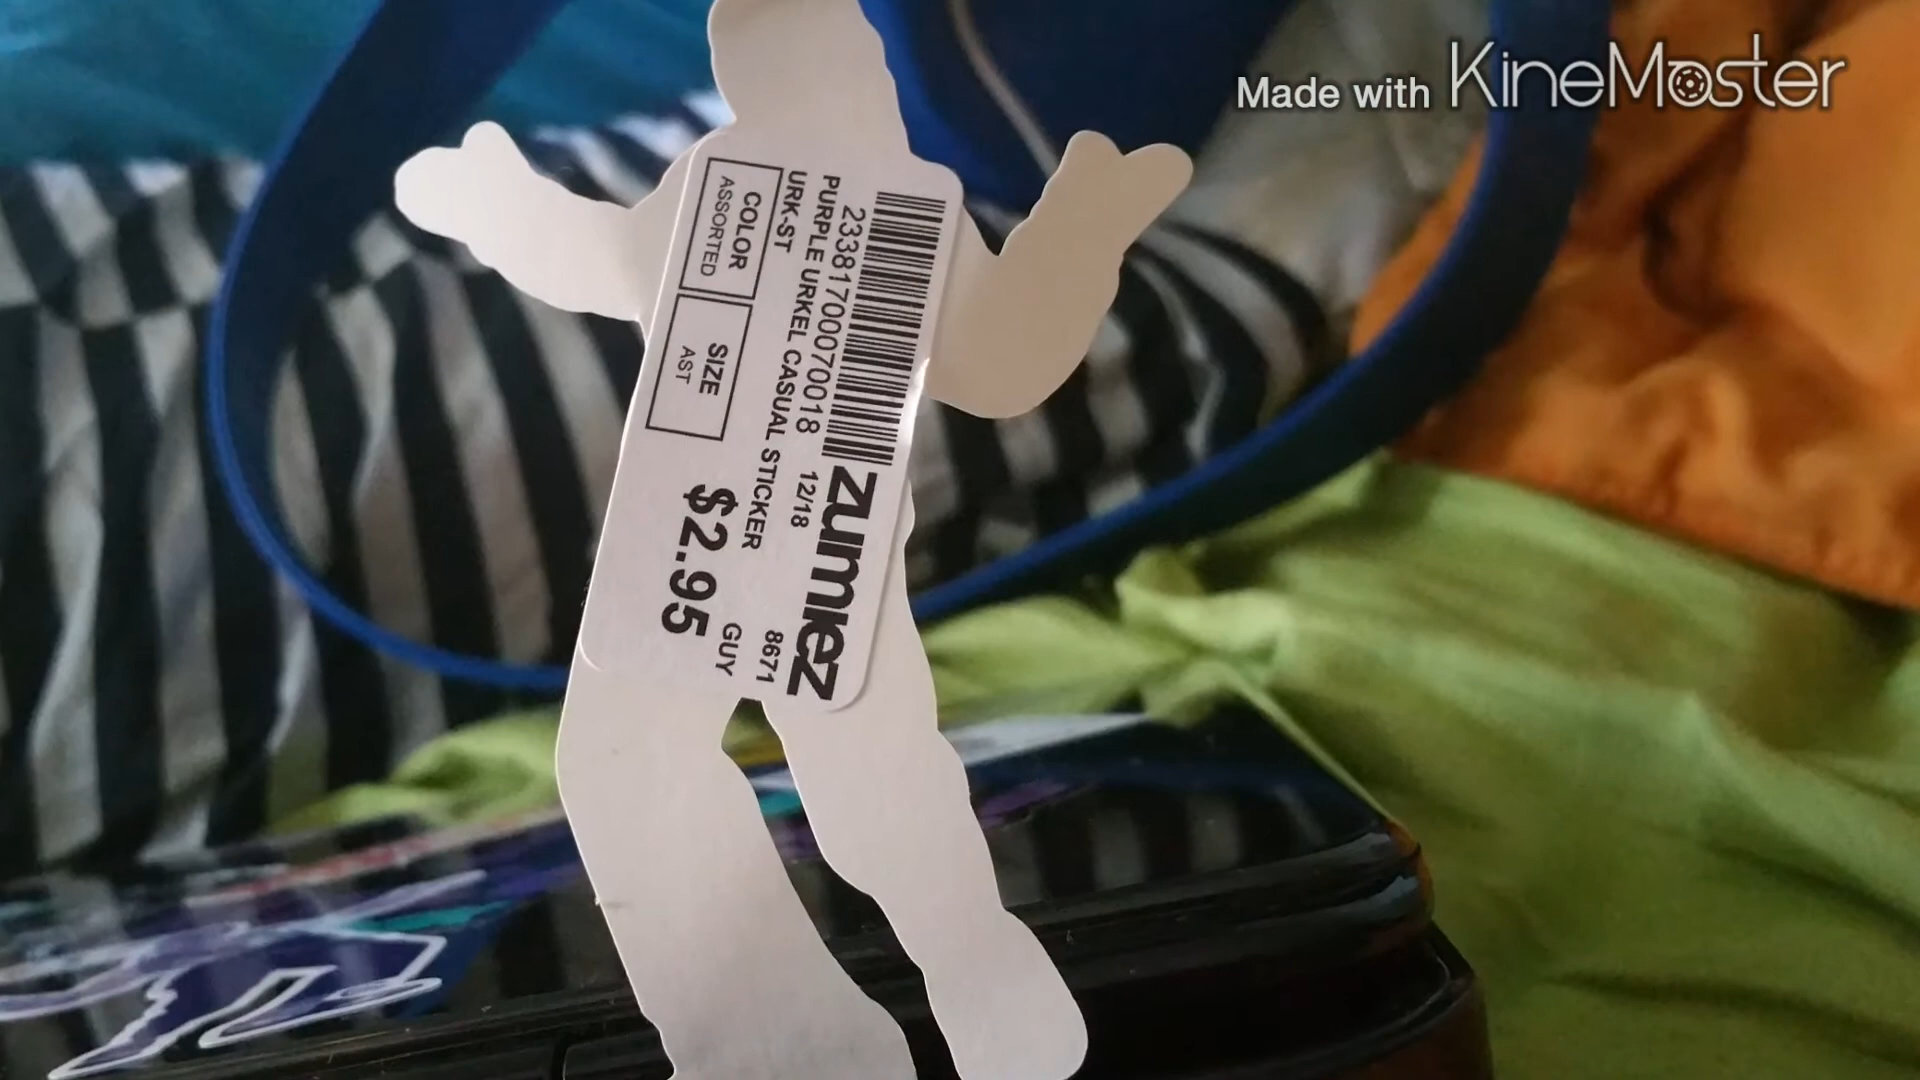 Made with KineMaster
233817000070018 12/18
zumiez
PURPLE URKEL CASUAL STICKER 8671
URK-ST
GUY
COLOR
ASSORTED
SIZE
AST
$2.95